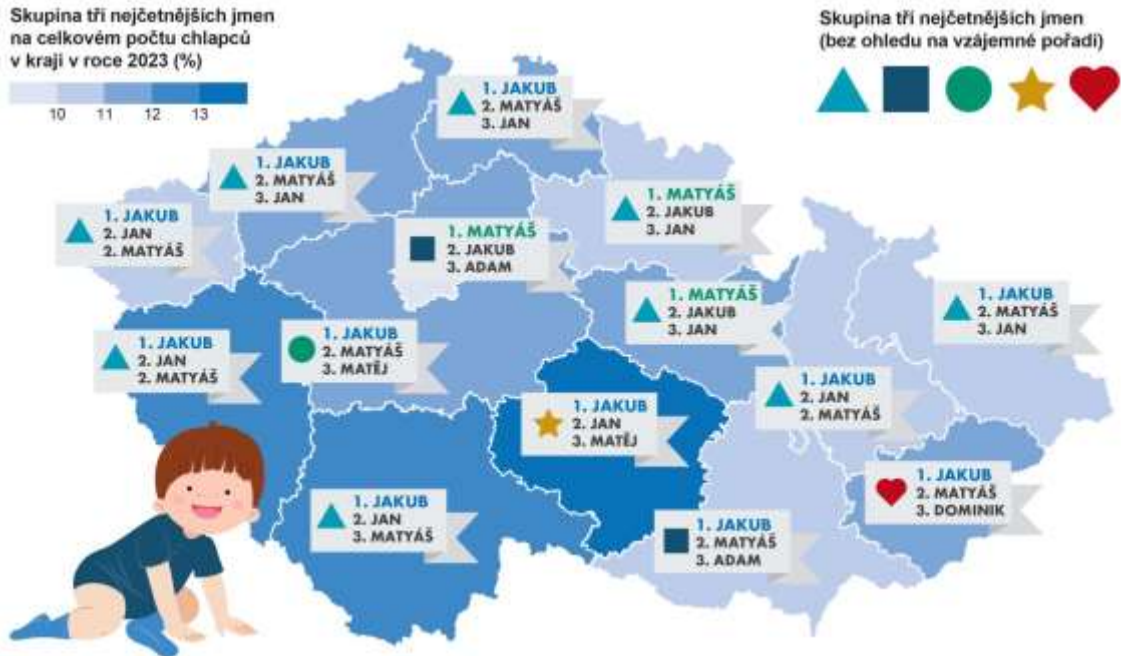 Skupina tří nejčetnějších jmen
na celkovém počtu chlapců
v kraji v roce 2023 (%)
10 11 12 13
Skupina tří nejčetnějších jmen
(bez ohledu na vzájemné pořadí)
1. JAKUB
2. MATYÁŠ
3. JAN
1. JAKUB
2. MATYÁŠ
3. JAN
1. JAKUB
2. JAN
2. MATYÁŠ
1. MATYÁŠ
2. JAKUB
3. ADAM
1. MATYÁŠ
2. JAKUB
3. JAN
1. MATYÁŠ
2. JAKUB
3. JAN
1. JAKUB
2. MATYÁŠ
3. JAN
1. JAKUB
2. JAN
2. MATYÁŠ
1. JAKUB
2. MATYÁŠ
3. MATĚJ
1. JAKUB
2. JAN
3. MATĚJ
1. JAKUB
2. JAN
2. MATYÁŠ
1. JAKUB
2. MATYÁŠ
3. DOMINIK
1. JAKUB
2. JAN
3. MATYÁŠ
1. JAKUB
2. MATYÁŠ
3. ADAM